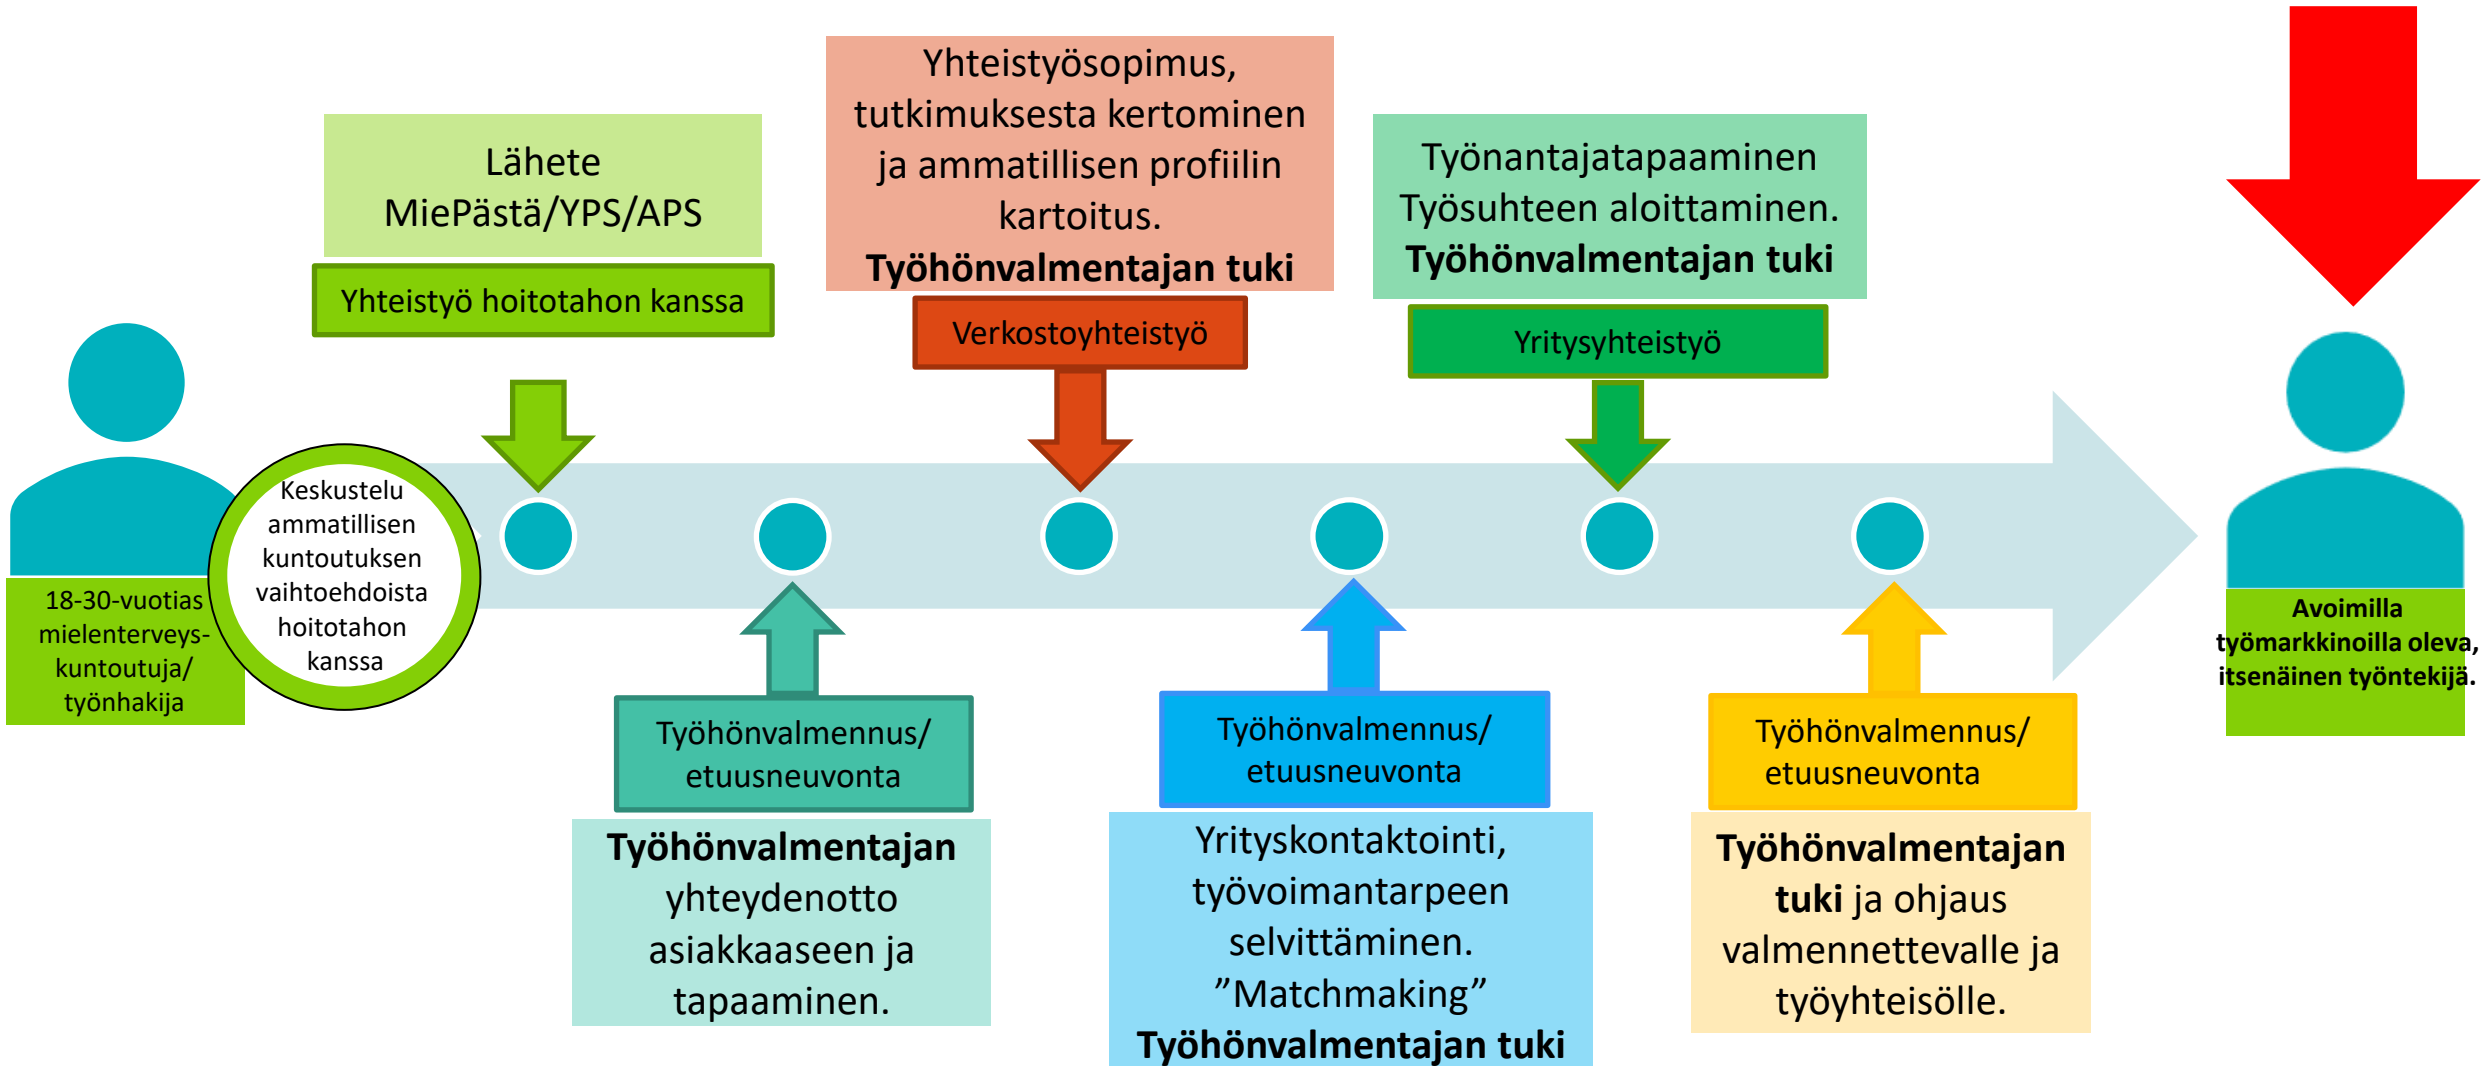 18-30-vuotias
mielenterveys-
kuntoutuja/
työnhakija
Keskustelu
ammatillisen
kuntoutuksen
vaihtoehdoista
hoitotahon
kanssa
Lähete
MiePästä/YPS/APS
Yhteistyö hoitotahon kanssa
Työhönvalmennus/
etuusneuvonta
Työhönvalmentajan
yhteydenotto
asiakkaaseen ja
tapaaminen.
Yhteistyösopimus,
tutkimuksesta kertominen
ja ammatillisen profiilin
kartoitus.
Työhönvalmentajan tuki
Verkostoyhteistyö
Työhönvalmennus/
etuusneuvonta
Yrityskontaktointi,
työvoimantarpeen
selvittäminen.
”Matchmaking”
Työhönvalmentajan tuki
Työnantajatapaaminen
Työsuhteen aloittaminen.
Työhönvalmentajan tuki
Yritysyhteistyö
Työhönvalmennus/
etuusneuvonta
Työhönvalmentajan
tuki ja ohjaus
valmennettevalle ja
työyhteisölle.
Avoimilla
työmarkkinoilla oleva,
itsenäinen työntekijä.